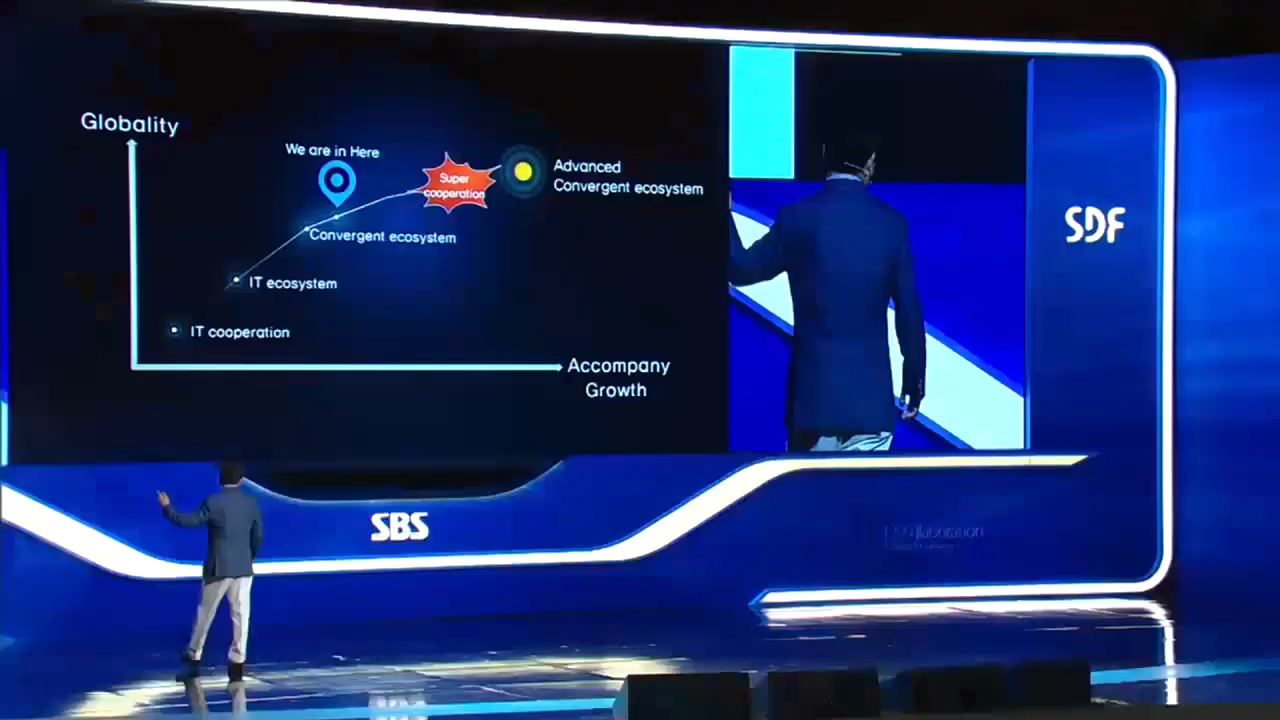 Globality
We are in Here
Super
cooperation
Advanced
Convergent ecosystem
Convergent ecosystem
IT ecosystem
IT cooperation
Accompany
Growth
SDF
SBS